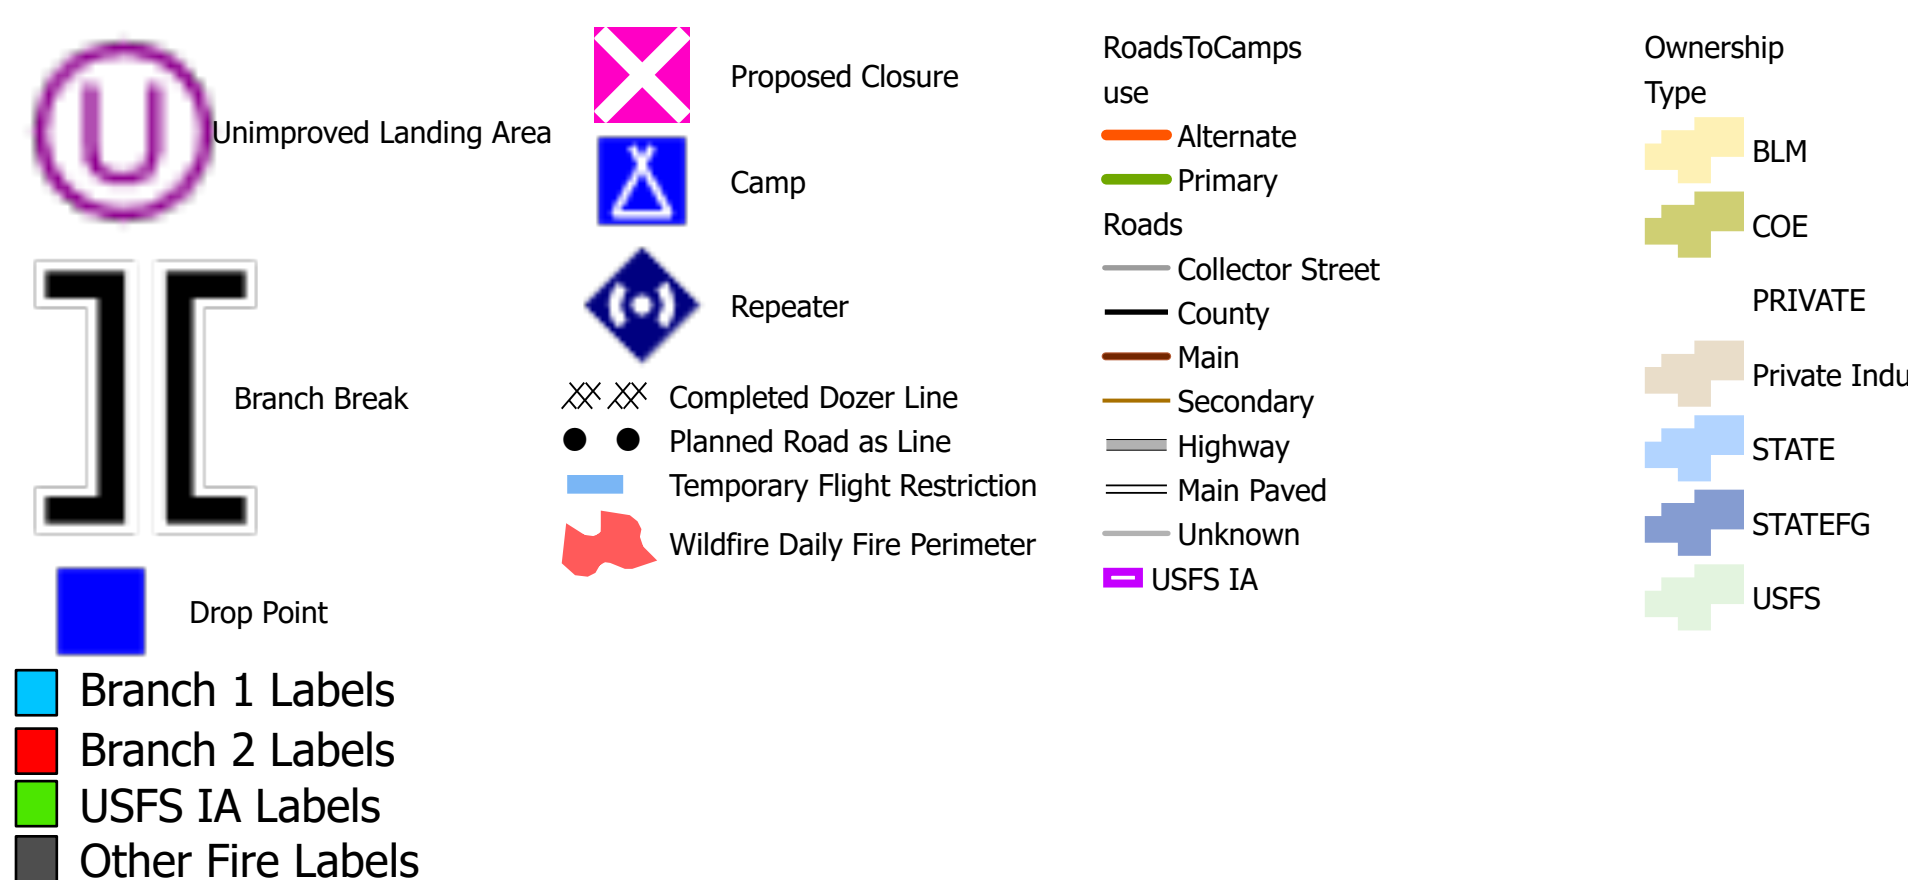 Unimproved Landing Area
Branch Break
Drop Point
Branch 1 Labels
Branch 2 Labels
USFS IA Labels
Other Fire Labels
Proposed Closure
Camp
Repeater
Completed Dozer Line
Planned Road as Line
Temporary Flight Restriction
Wildfire Daily Fire Perimeter
RoadsToCamps
use
Alternate
Primary
Roads
Collector Street
County
Main
Secondary
Highway
Main Paved
Unknown
USFS IA
Ownership
Type
BLM
COE
PRIVATE
Private Indu
STATE
STATEFG
USFS